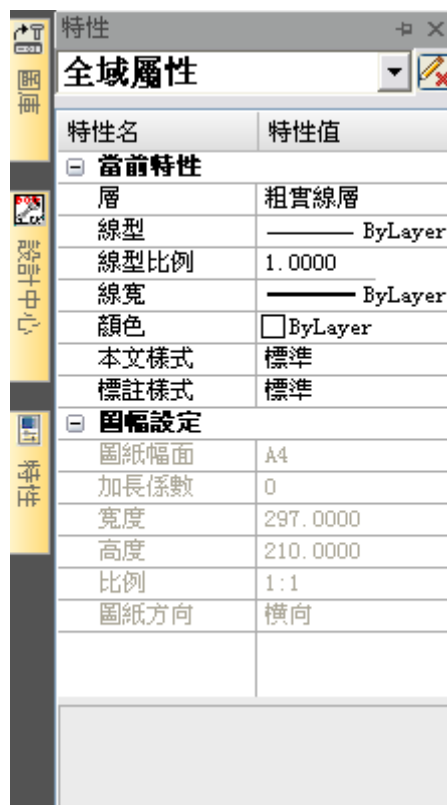 特性
全域屬性
特性名 特性值
當前特性
層 粗實線層
線型 ByLayer
線型比例 1.0000
線寬 ByLayer
顏色 ByLayer
本文樣式 標準
標註樣式 標準
圖幅設定
圖紙幅面 A4
加長係數 0
寬度 297.0000
高度 210.0000
比例 1:1
圖紙方向 橫向
圖庫
設計中心
特性